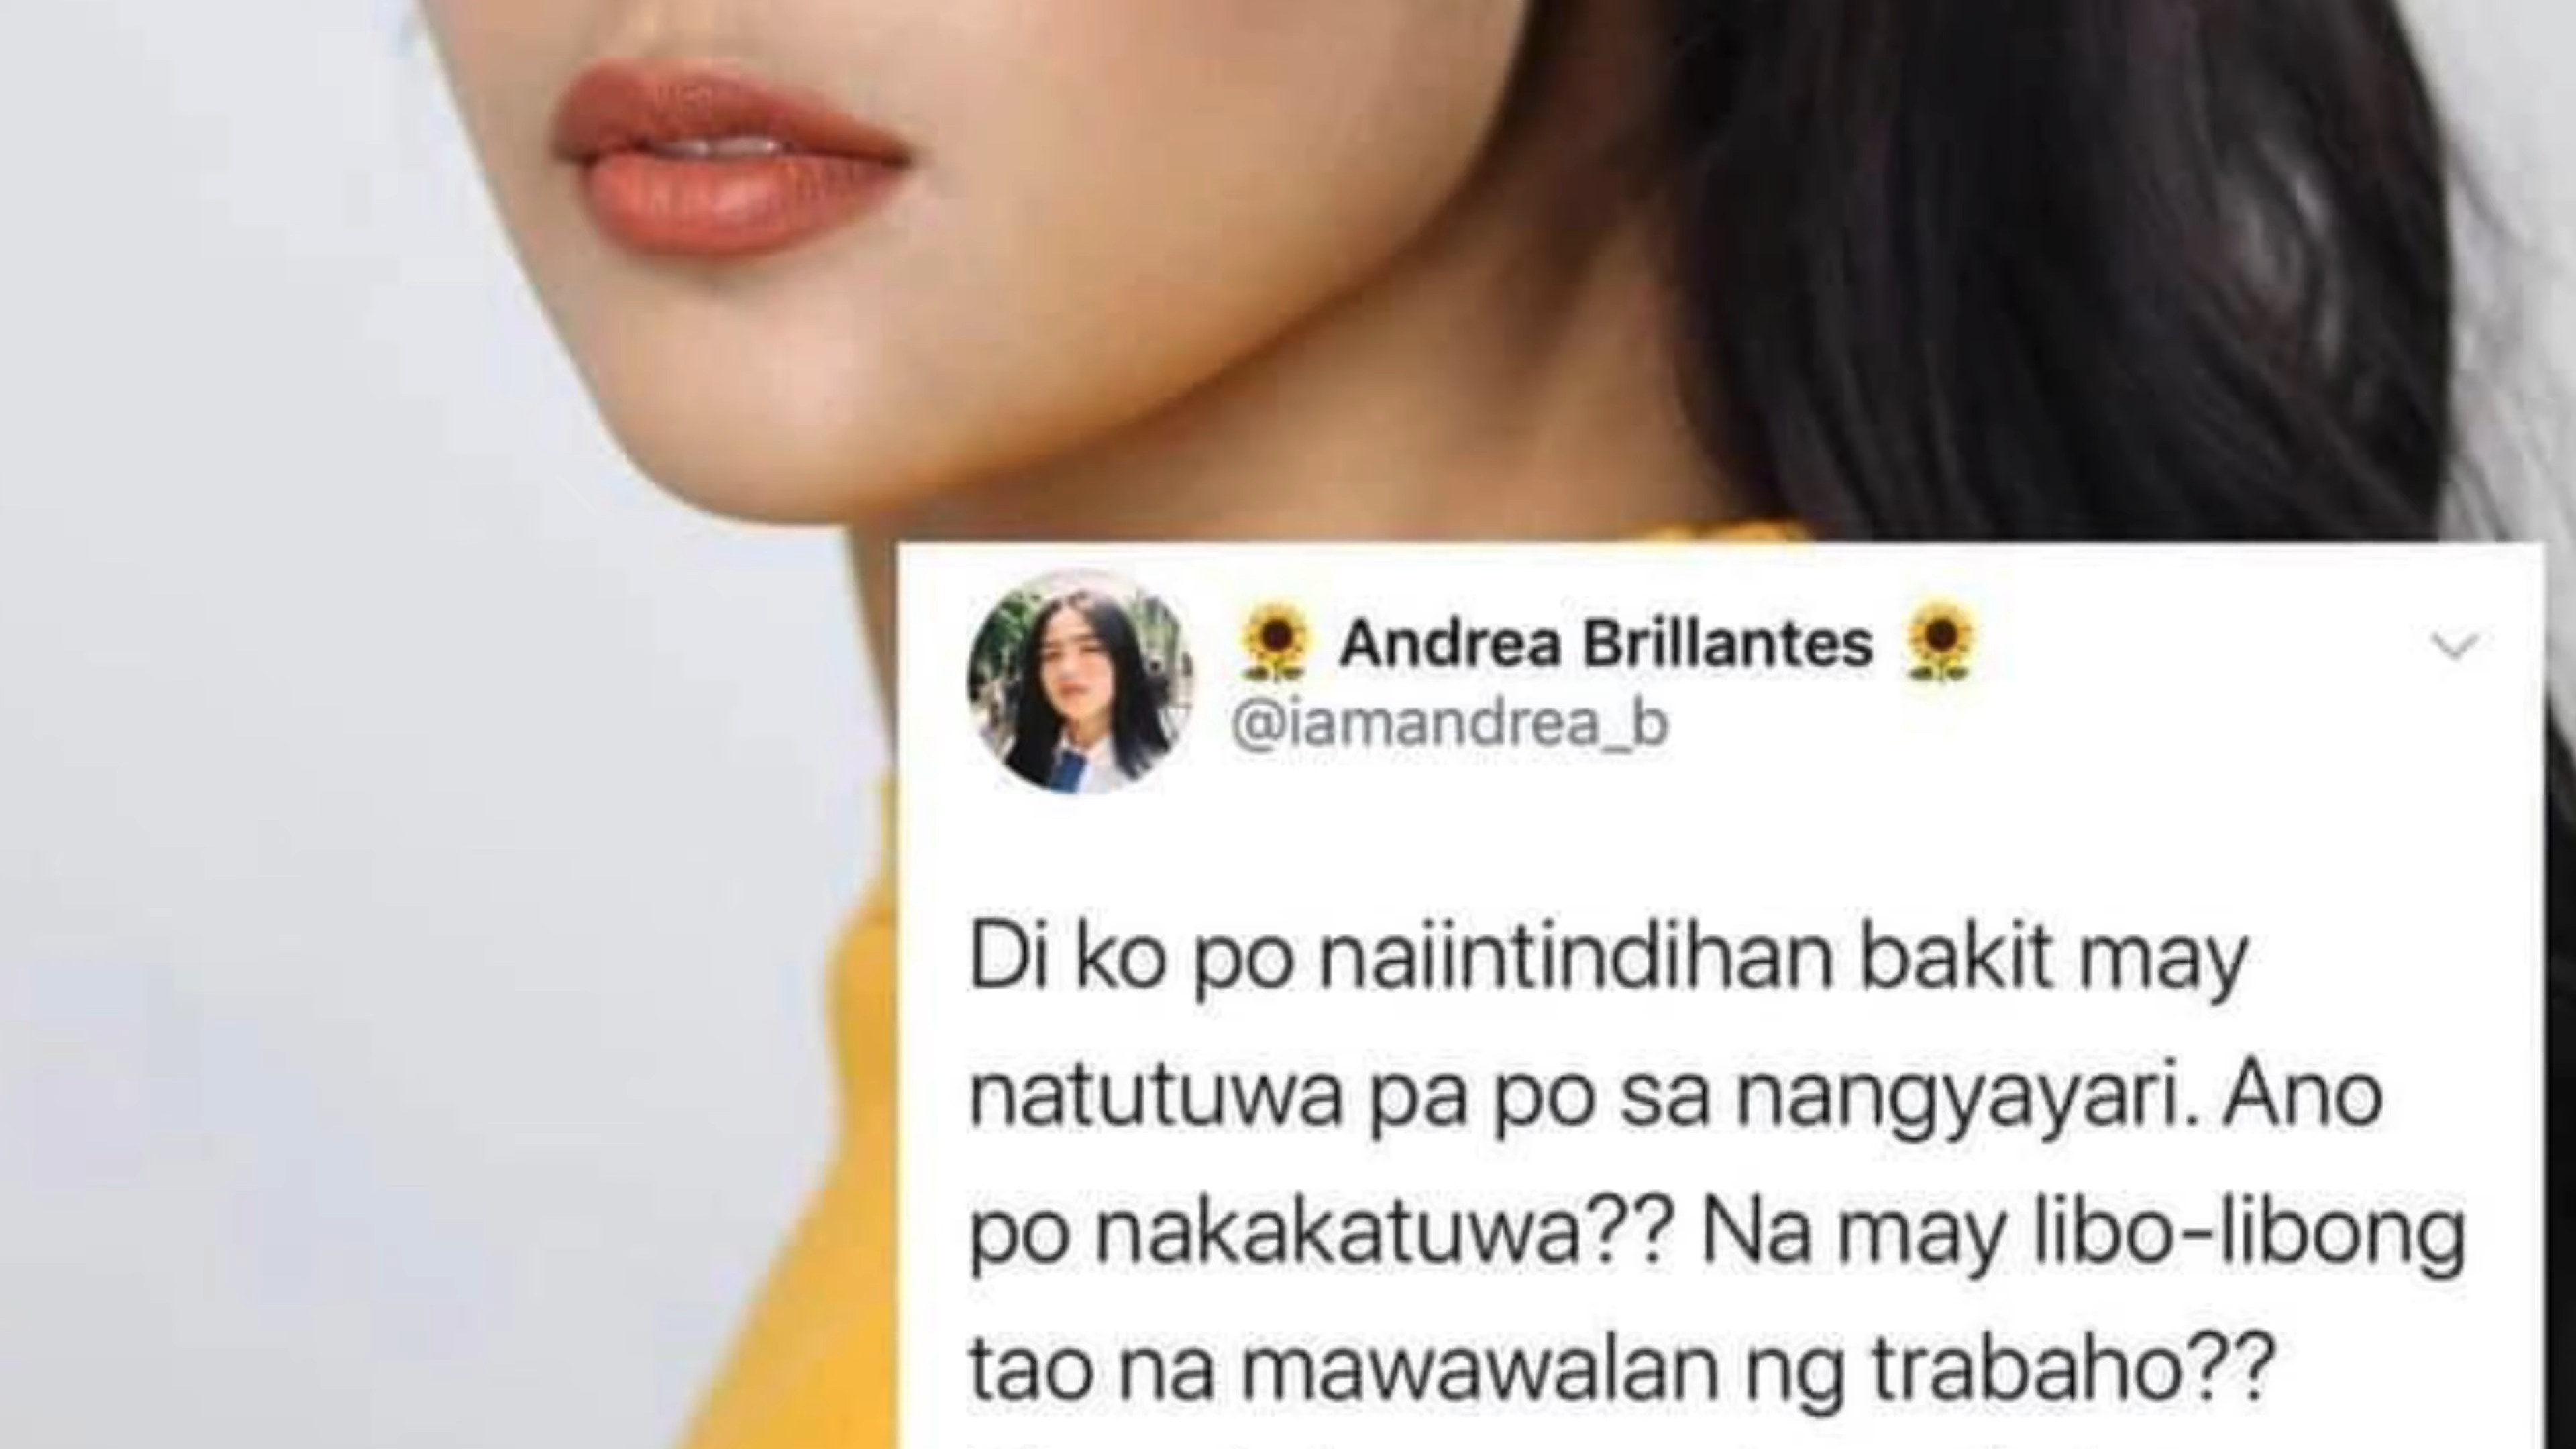 🌻 Andrea Brillantes 🌻
@iamandrea_b
Di ko po naiintindihan bakit may
natutuwa pa po sa nangyayari. Ano
po nakakatuwa?? Na may libo-libong
tao na mawawalan ng trabaho??